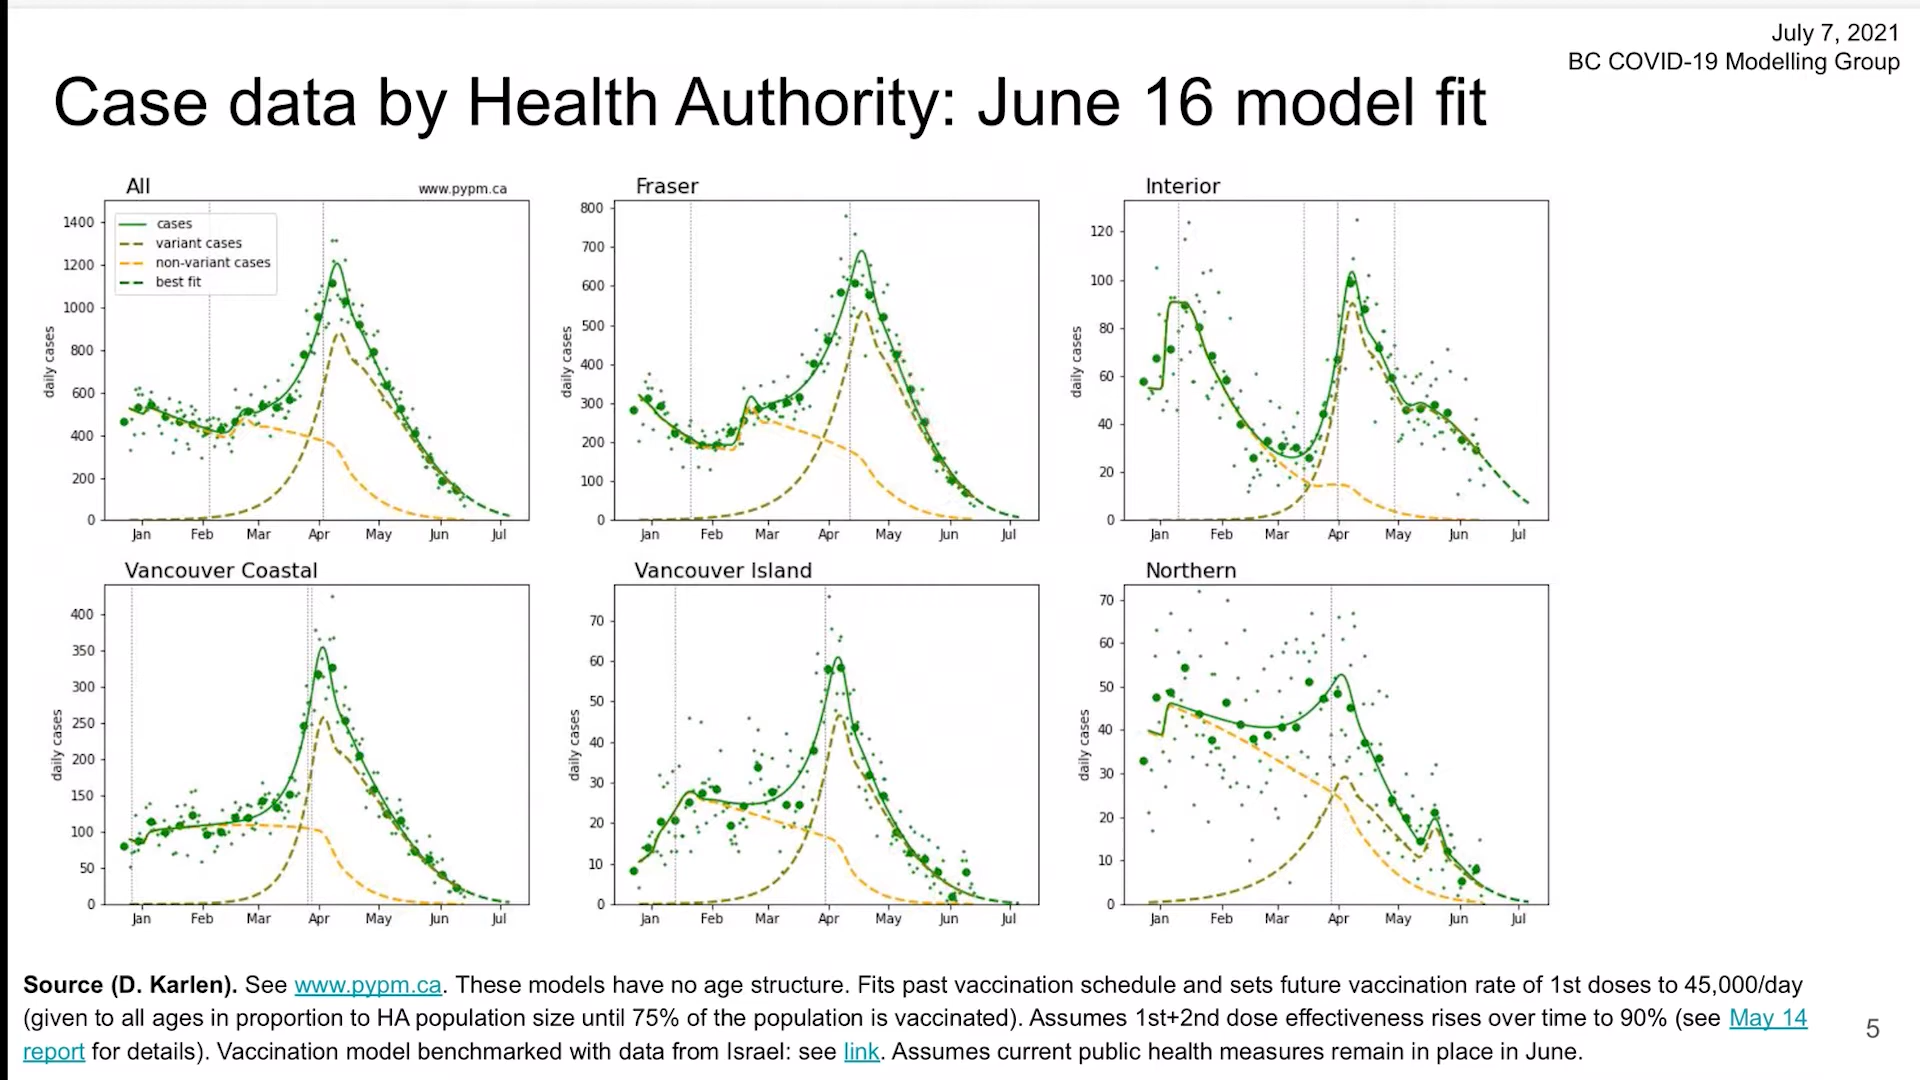 July 7, 2021
BC COVID-19 Modelling Group
Case data by Health Authority: June 16 model fit
All
www.pypm.ca
cases
variant cases
non-variant cases
best fit
daily cases
1400
1200
1000
800
600
400
200
0
Jan Feb Mar Apr May Jun Jul
Fraser
daily cases
800
700
600
500
400
300
200
100
0
Jan Feb Mar Apr May Jun Jul
Interior
daily cases
120
100
80
60
40
20
0
Jan Feb Mar Apr May Jun Jul
Vancouver Coastal
daily cases
400
350
300
250
200
150
100
50
0
Jan Feb Mar Apr May Jun Jul
Vancouver Island
daily cases
70
60
50
40
30
20
10
0
Jan Feb Mar Apr May Jun Jul
Northern
daily cases
70
60
50
40
30
20
10
0
Jan Feb Mar Apr May Jun Jul
Source (D. Karlen). See www.pypm.ca. These models have no age structure. Fits past vaccination schedule and sets future vaccination rate of 1st doses to 45,000/day
(given to all ages in proportion to HA population size until 75% of the population is vaccinated). Assumes 1st+2nd dose effectiveness rises over time to 90% (see May 14
report for details). Vaccination model benchmarked with data from Israel: see link. Assumes current public health measures remain in place in June.
5